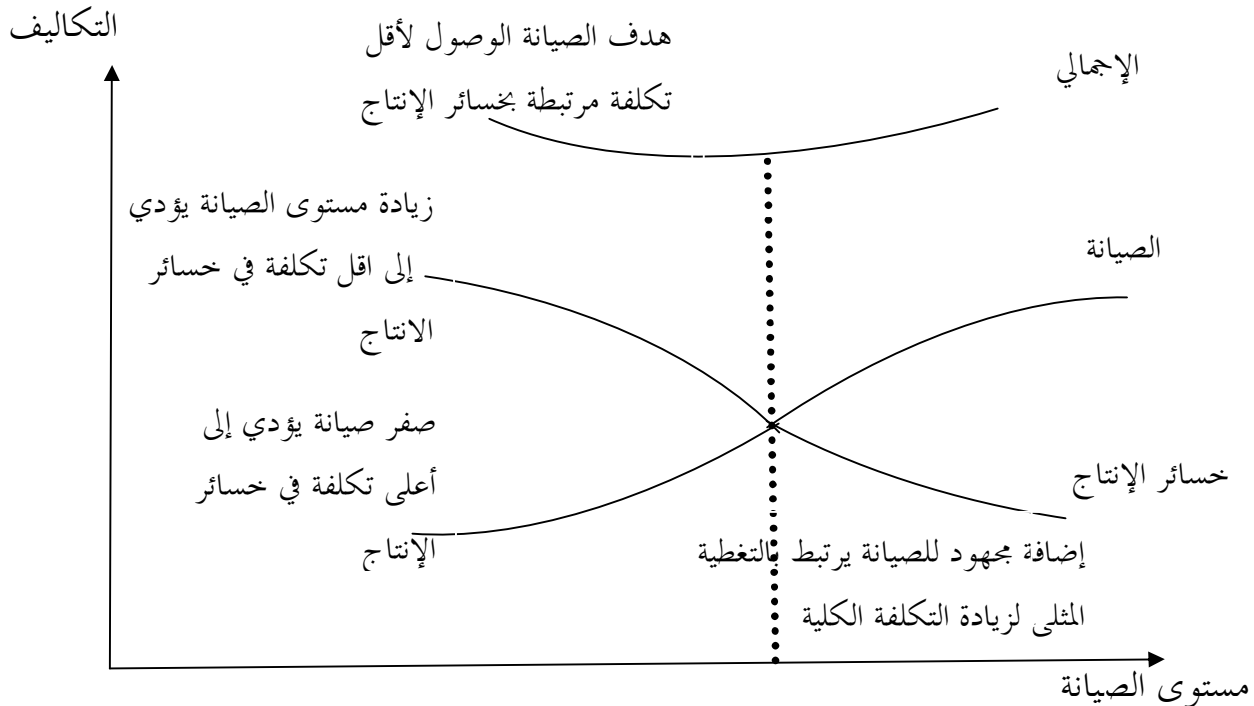 التكاليف
هدف الصيانة الوصول لأقل
تكلفة مرتبطة بخسائر الإنتاج
الإجمالي
زيادة مستوى الصيانة يؤدي
إلى اقل تكلفة في خسائر
الانتاج
الصيانة
صفر صيانة يؤدي إلى
أعلى تكلفة في خسائر
الإنتاج
خسائر الإنتاج
إضافة مجهود للصيانة يرتبط بالتغطية
المثلى لزيادة التكلفة الكلية
مستوى الصيانة